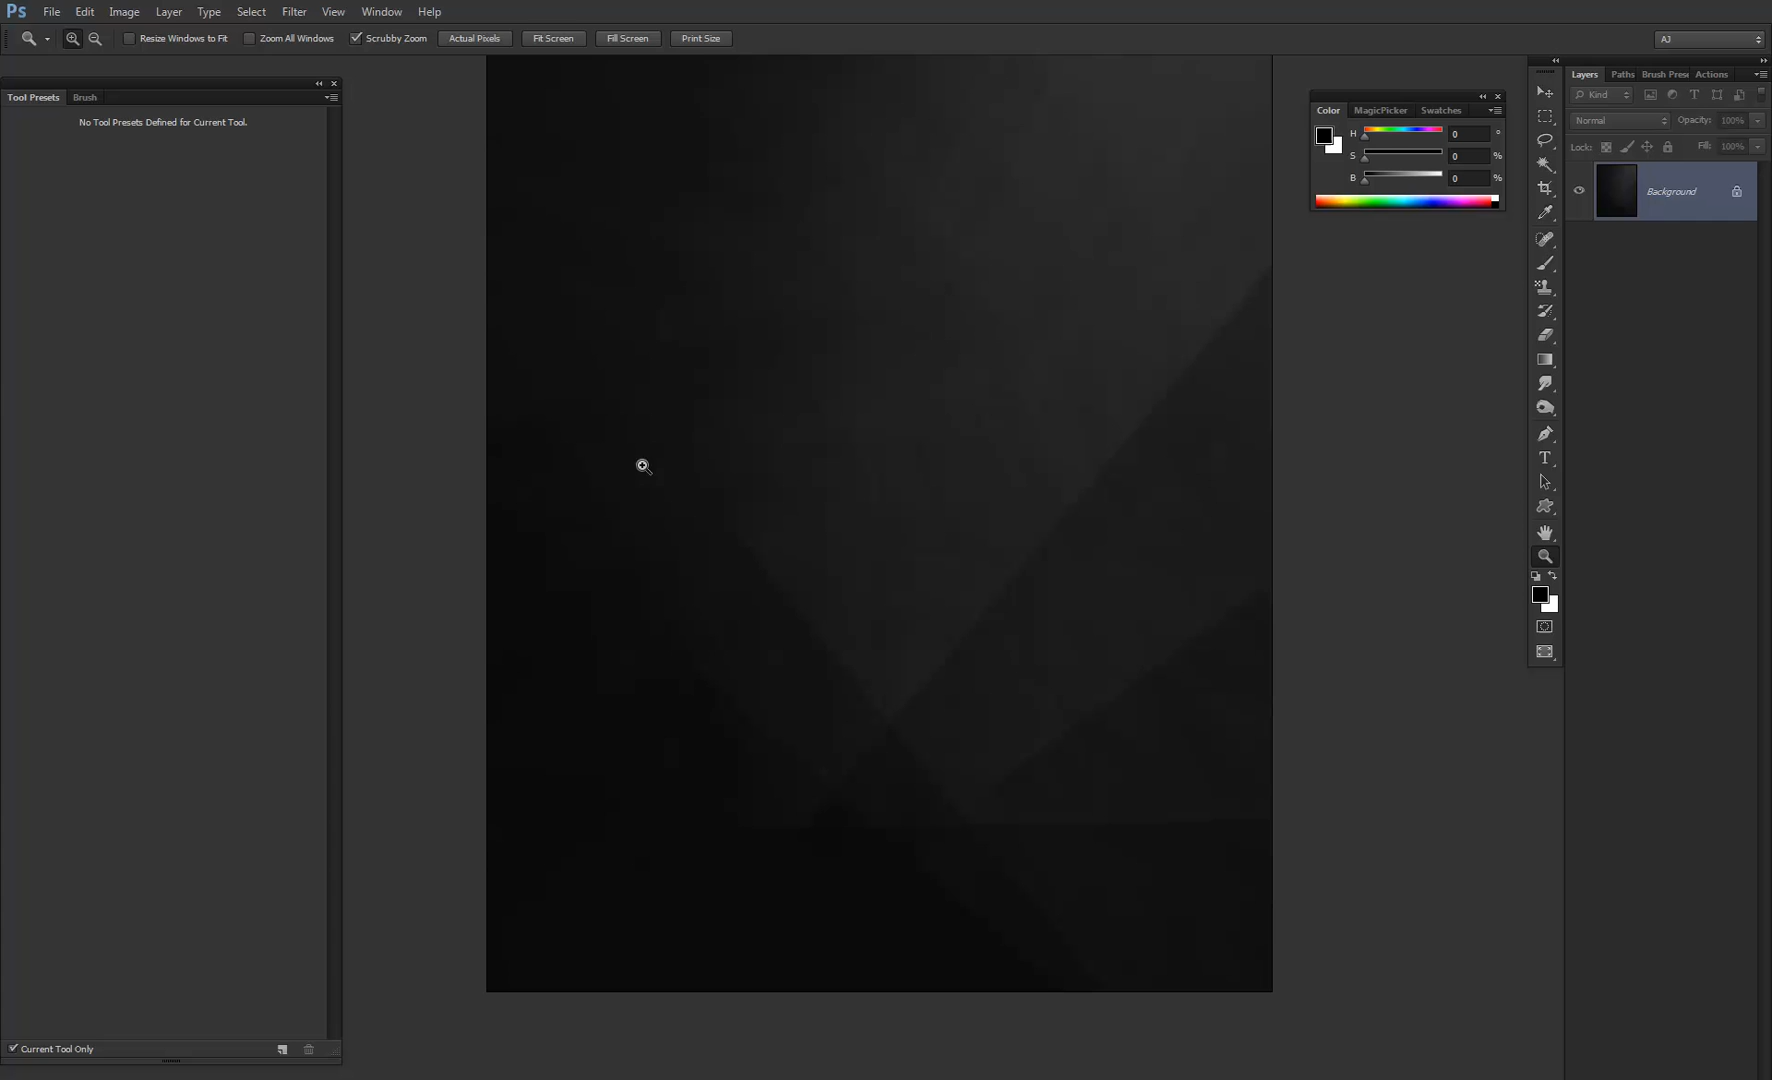 Ps File Edit Image Layer Type Select Filter View Window Help
Resize Windows to Fit Zoom All Windows Scrubby Zoom Actual Pixels Fit Screen Fill Screen Print Size AJ
Tool Presets Brush
No Tool Presets Defined for Current Tool.
Current Tool Only
Color MagicPicker Swatches
H 0 °
S 0 %
B 0 %
T
Layers Paths Brush Prese Actions
Kind T
Normal Opacity: 100%
Lock: Fill: 100%
Background